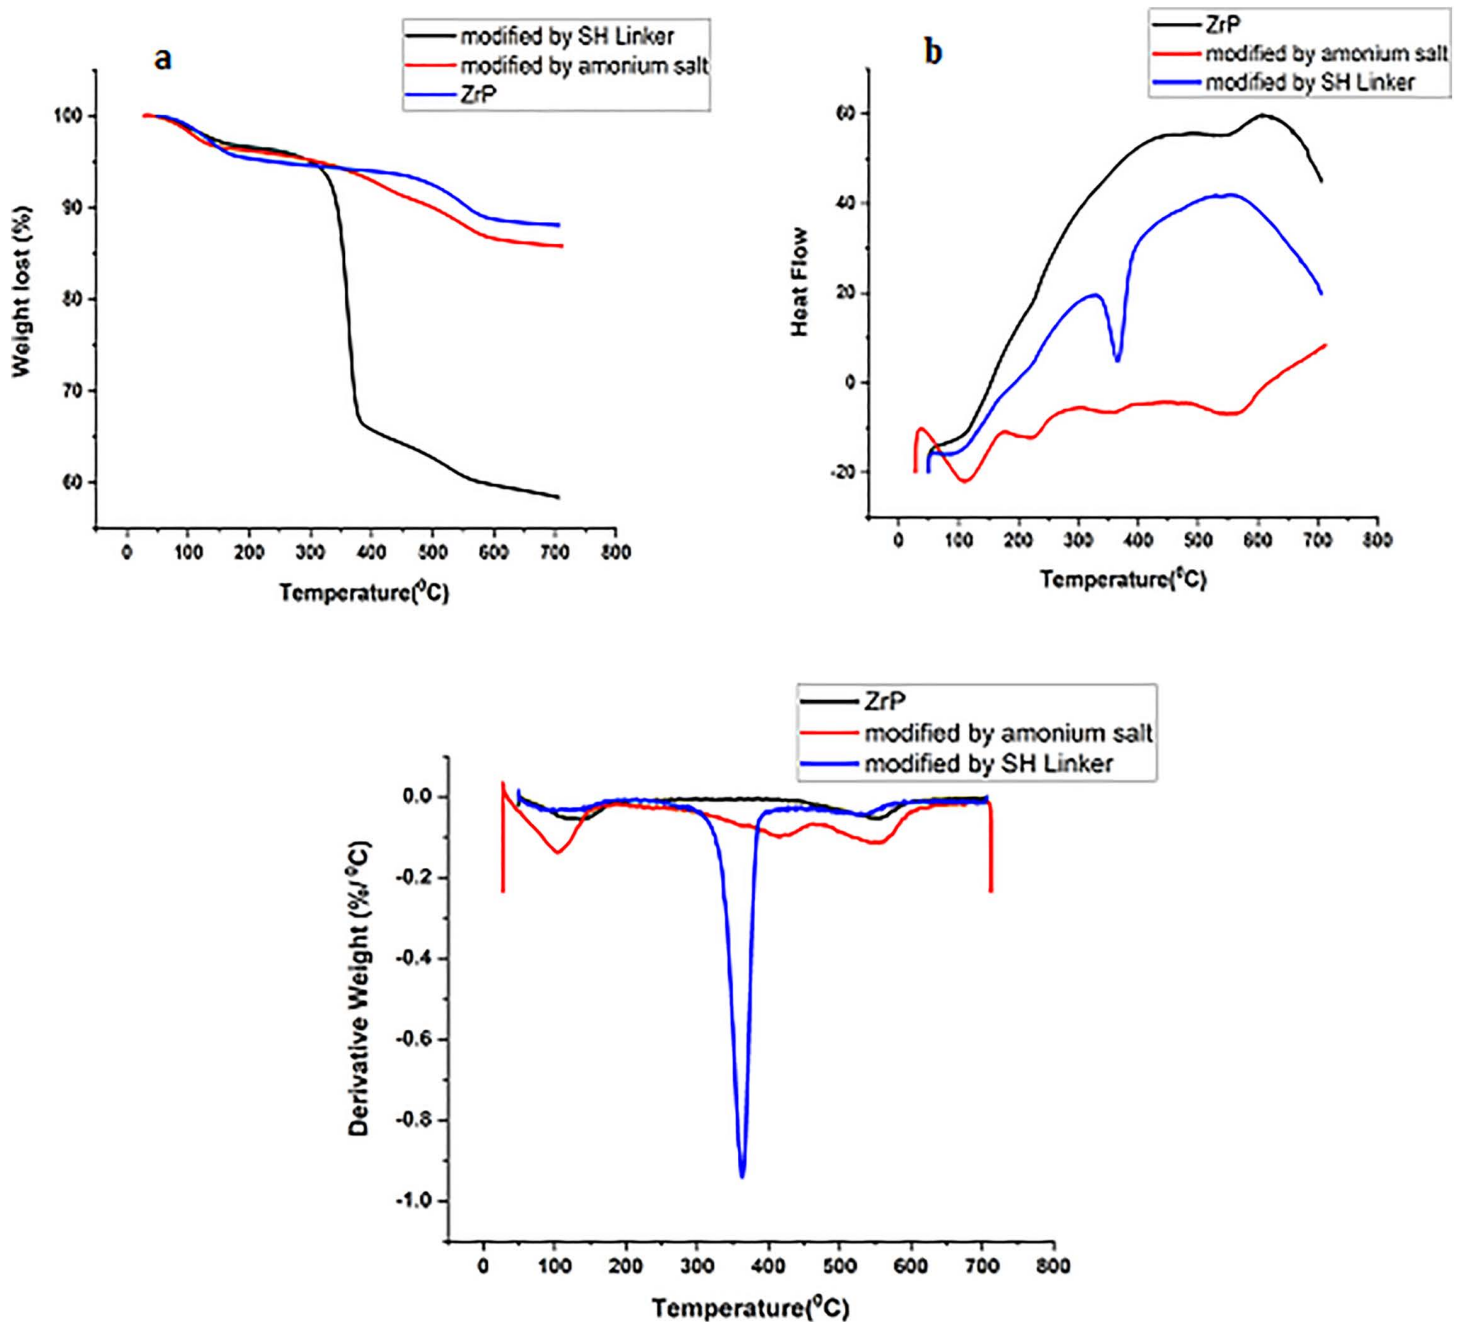 a
modified by SH Linker
modified by amonium salt
ZrP
100
90
80
70
60
0 100 200 300 400 500 600 700 800
Weight lost (%)
Temperature(⁰C)
b
ZrP
modified by amonium salt
modified by SH Linker
60
40
20
0
-20
0 100 200 300 400 500 600 700 800
Heat Flow
Temperature(⁰C)
ZrP
modified by amonium salt
modified by SH Linker
0.0
-0.2
-0.4
-0.6
-0.8
-1.0
0 100 200 300 400 500 600 700 800
Derivative Weight (%/⁰C)
Temperature(⁰C)